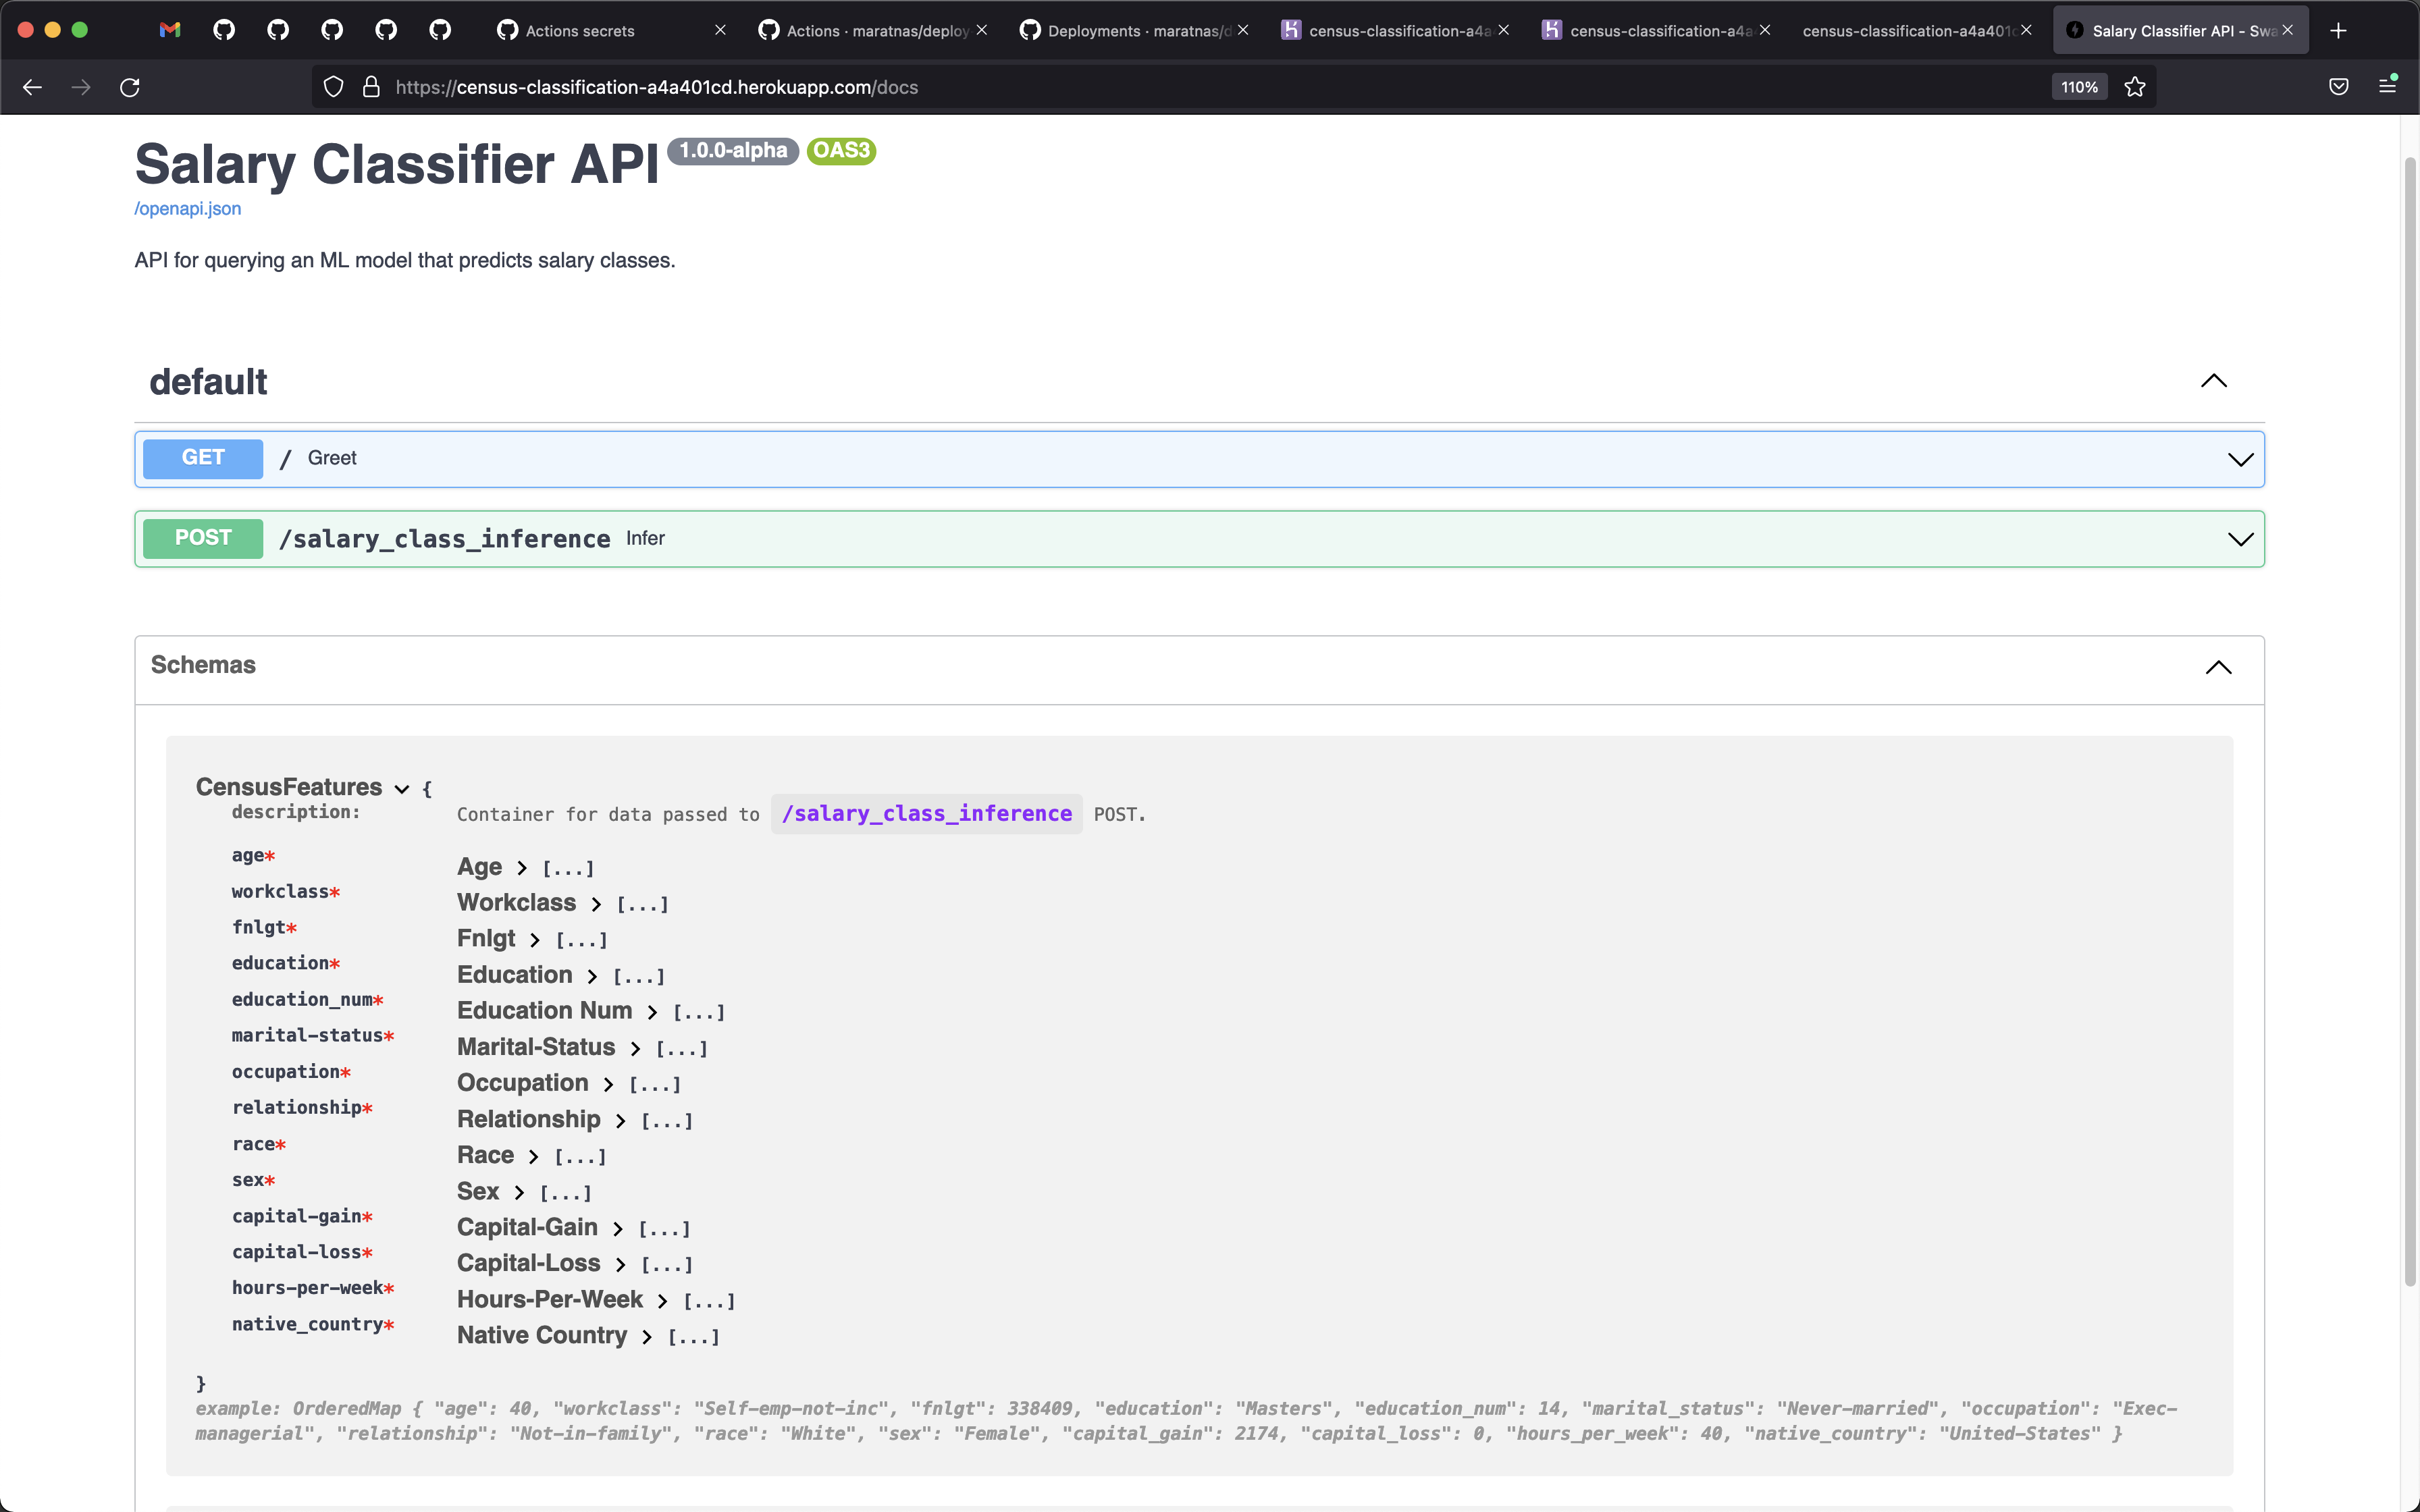 Actions secrets
Actions · maratnas/deploy
Deployments · maratnas/d
census-classification-a4a
census-classification-a4a
census-classification-a4a401c
Salary Classifier API - Swa
https://census-classification-a4a401cd.herokuapp.com/docs
110%
Salary Classifier API 1.0.0-alpha OAS3
/openapi.json
API for querying an ML model that predicts salary classes.
default
GET / Greet
POST /salary_class_inference Infer
Schemas
CensusFeatures {
description: Container for data passed to /salary_class_inference POST.
age* Age > [...]
workclass* Workclass > [...]
fnlgt* Fnlgt > [...]
education* Education > [...]
education_num* Education Num > [...]
marital-status* Marital-Status > [...]
occupation* Occupation > [...]
relationship* Relationship > [...]
race* Race > [...]
sex* Sex > [...]
capital-gain* Capital-Gain > [...]
capital-loss* Capital-Loss > [...]
hours-per-week* Hours-Per-Week > [...]
native_country* Native Country > [...]
}
example: OrderedMap { "age": 40, "workclass": "Self-emp-not-inc", "fnlgt": 338409, "education": "Masters", "education_num": 14, "marital_status": "Never-married", "occupation": "Exec-
managerial", "relationship": "Not-in-family", "race": "White", "sex": "Female", "capital_gain": 2174, "capital_loss": 0, "hours_per_week": 40, "native_country": "United-States" }